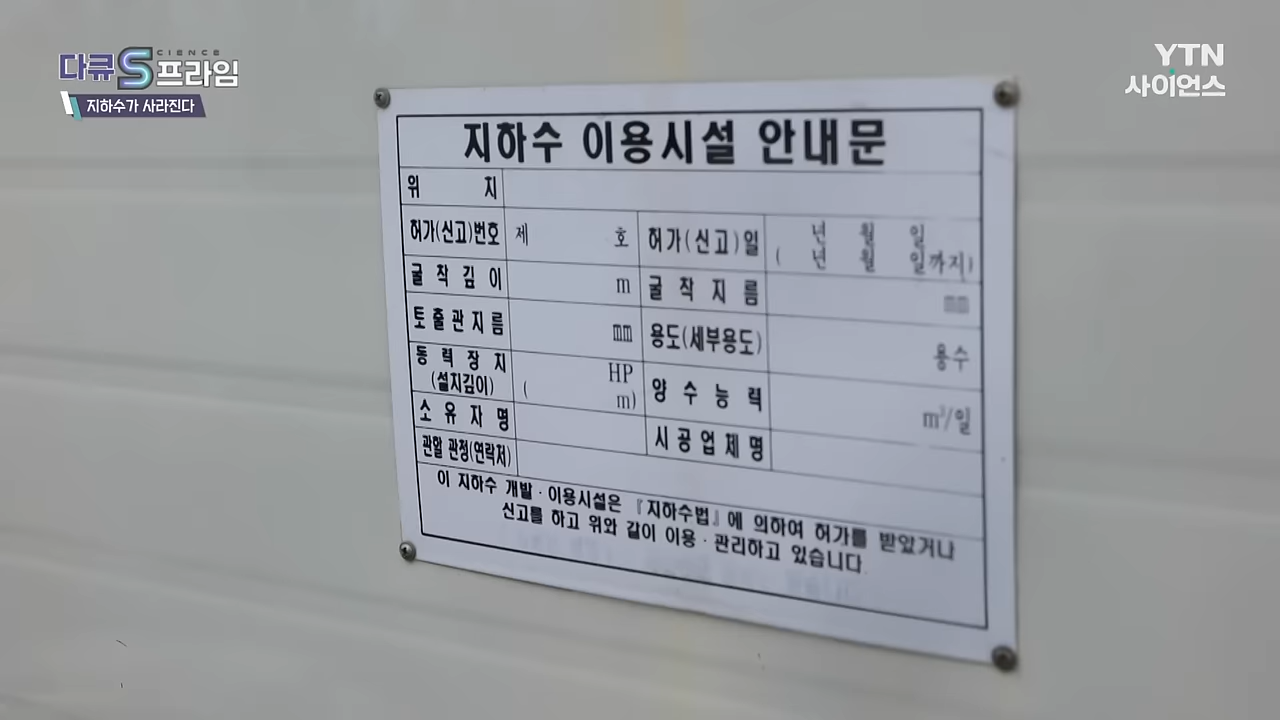 다큐 S 프라임
CIENCE
지하수가 사라진다
YTN
사이언스
지하수 이용시설 안내문
위 치
허가(신고)번호 제 호 허가(신고)일 년 월 일
( 년 월 일까지)
굴착깊이 m 굴착지름 mm
토출관지름 mm 용도(세부용도) 용수
동력장치 HP
(설치깊이) ( m) 양수능력 m³/일
소유자명 시공업체명
관할 관청(연락처)
이 지하수 개발·이용시설은 『지하수법』에 의하여 허가를 받았거나
신고를 하고 위와 같이 이용·관리하고 있습니다.